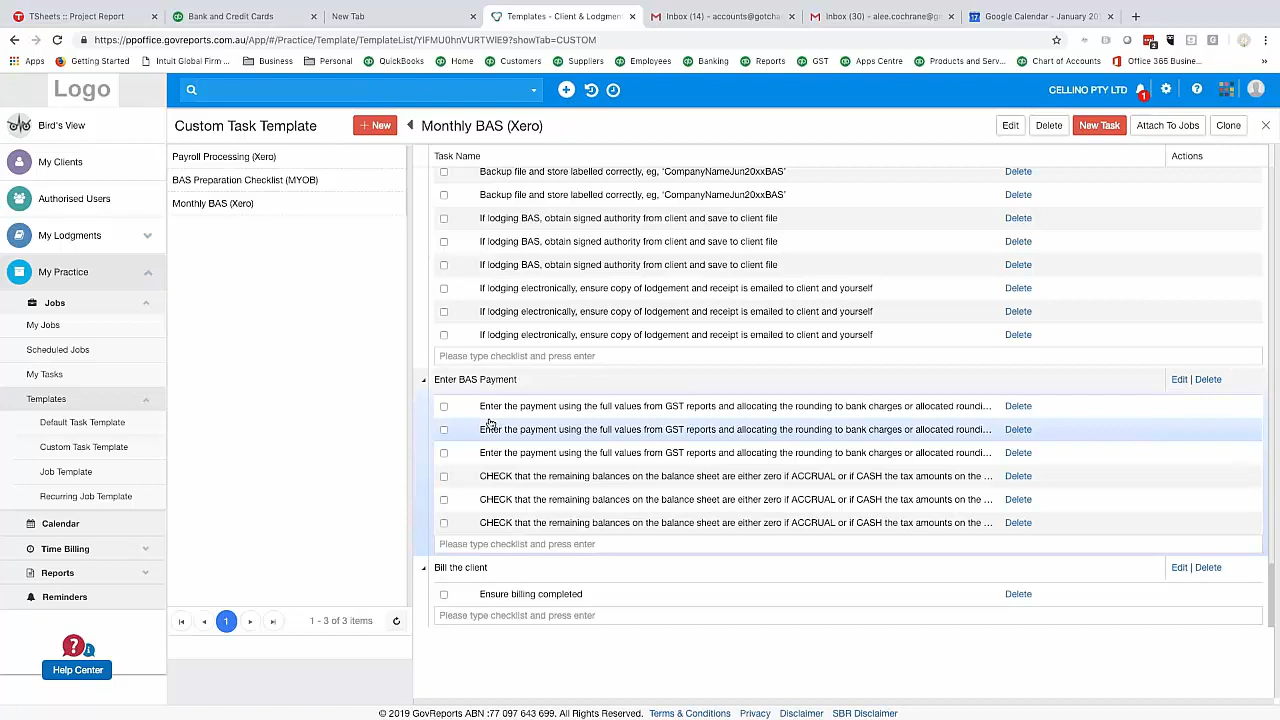 TSheets :: Project Report
Bank and Credit Cards
New Tab
Templates - Client & Lodgmen
Inbox (14) - accounts@gotcha
Inbox (30) - alee.cochrane@g
Google Calendar - January 20
https://ppoffice.govreports.com.au/App/#/Practice/Template/TemplateList/YlFMU0hnVURTWlE9?showTab=CUSTOM
Apps
Getting Started
Intuit Global Firm ...
Business
Personal
QuickBooks
Home
Customers
Suppliers
Employees
Banking
Reports
GST
Apps Centre
Products and Serv...
Chart of Accounts
Office 365 Busine...
Logo
CELLINO PTY LTD
1
Bird's View
My Clients
Authorised Users
My Lodgments
My Practice
Jobs
My Jobs
Scheduled Jobs
My Tasks
Templates
Default Task Template
Custom Task Template
Job Template
Recurring Job Template
Calendar
Time Billing
Reports
Reminders
Help Center
Custom Task Template
+ New
Payroll Processing (Xero)
BAS Preparation Checklist (MYOB)
Monthly BAS (Xero)
1
1 - 3 of 3 items
Monthly BAS (Xero)
Edit
Delete
New Task
Attach To Jobs
Clone
Task Name
Actions
Backup file and store labelled correctly, eg, 'CompanyNameJun20xxBAS'
Delete
Backup file and store labelled correctly, eg, 'CompanyNameJun20xxBAS'
Delete
If lodging BAS, obtain signed authority from client and save to client file
Delete
If lodging BAS, obtain signed authority from client and save to client file
Delete
If lodging BAS, obtain signed authority from client and save to client file
Delete
If lodging electronically, ensure copy of lodgement and receipt is emailed to client and yourself
Delete
If lodging electronically, ensure copy of lodgement and receipt is emailed to client and yourself
Delete
If lodging electronically, ensure copy of lodgement and receipt is emailed to client and yourself
Delete
Please type checklist and press enter
Enter BAS Payment
Edit | Delete
Enter the payment using the full values from GST reports and allocating the rounding to bank charges or allocated roundi...
Delete
Enter the payment using the full values from GST reports and allocating the rounding to bank charges or allocated roundi...
Delete
Enter the payment using the full values from GST reports and allocating the rounding to bank charges or allocated roundi...
Delete
CHECK that the remaining balances on the balance sheet are either zero if ACCRUAL or if CASH the tax amounts on the ...
Delete
CHECK that the remaining balances on the balance sheet are either zero if ACCRUAL or if CASH the tax amounts on the ...
Delete
CHECK that the remaining balances on the balance sheet are either zero if ACCRUAL or if CASH the tax amounts on the ...
Delete
Please type checklist and press enter
Bill the client
Edit | Delete
Ensure billing completed
Delete
Please type checklist and press enter
© 2019 GovReports ABN :77 097 643 699. All Rights Reserved. Terms & Conditions Privacy Disclaimer SBR Disclaimer